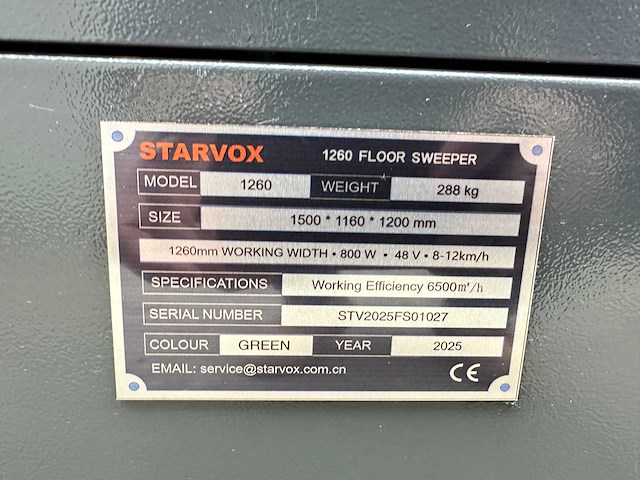 STARVOX 1260 FLOOR SWEEPER
MODEL 1260 WEIGHT 288 kg
SIZE 1500 * 1160 * 1200 mm
1260mm WORKING WIDTH • 800 W • 48 V • 8-12km/h
SPECIFICATIONS Working Efficiency 6500㎡/h
SERIAL NUMBER STV2025FS01027
COLOUR GREEN YEAR 2025
EMAIL: service@starvox.com.cn CE